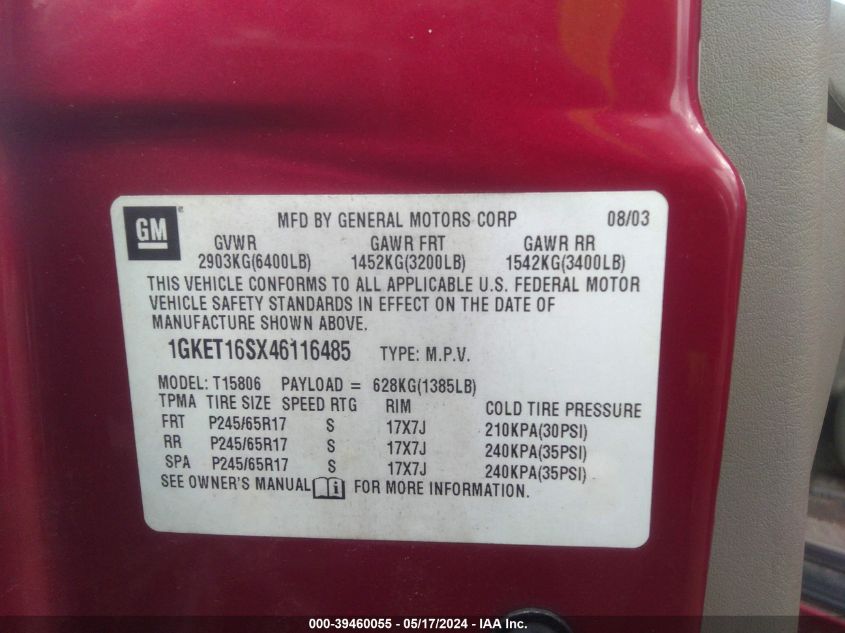 GM MFD BY GENERAL MOTORS CORP 08/03
GVWR GAWR FRT GAWR RR
2903KG(6400LB) 1452KG(3200LB) 1542KG(3400LB)
THIS VEHICLE CONFORMS TO ALL APPLICABLE U.S. FEDERAL MOTOR
VEHICLE SAFETY STANDARDS IN EFFECT ON THE DATE OF
MANUFACTURE SHOWN ABOVE.
1GKET16SX46116485 TYPE: M.P.V.
MODEL: T15806 PAYLOAD = 628KG(1385LB)
TPMA TIRE SIZE SPEED RTG RIM COLD TIRE PRESSURE
FRT P245/65R17 S 17X7J 210KPA(30PSI)
RR P245/65R17 S 17X7J 240KPA(35PSI)
SPA P245/65R17 S 17X7J 240KPA(35PSI)
SEE OWNER'S MANUAL i FOR MORE INFORMATION.
000-39460055 - 05/17/2024 - IAA Inc.